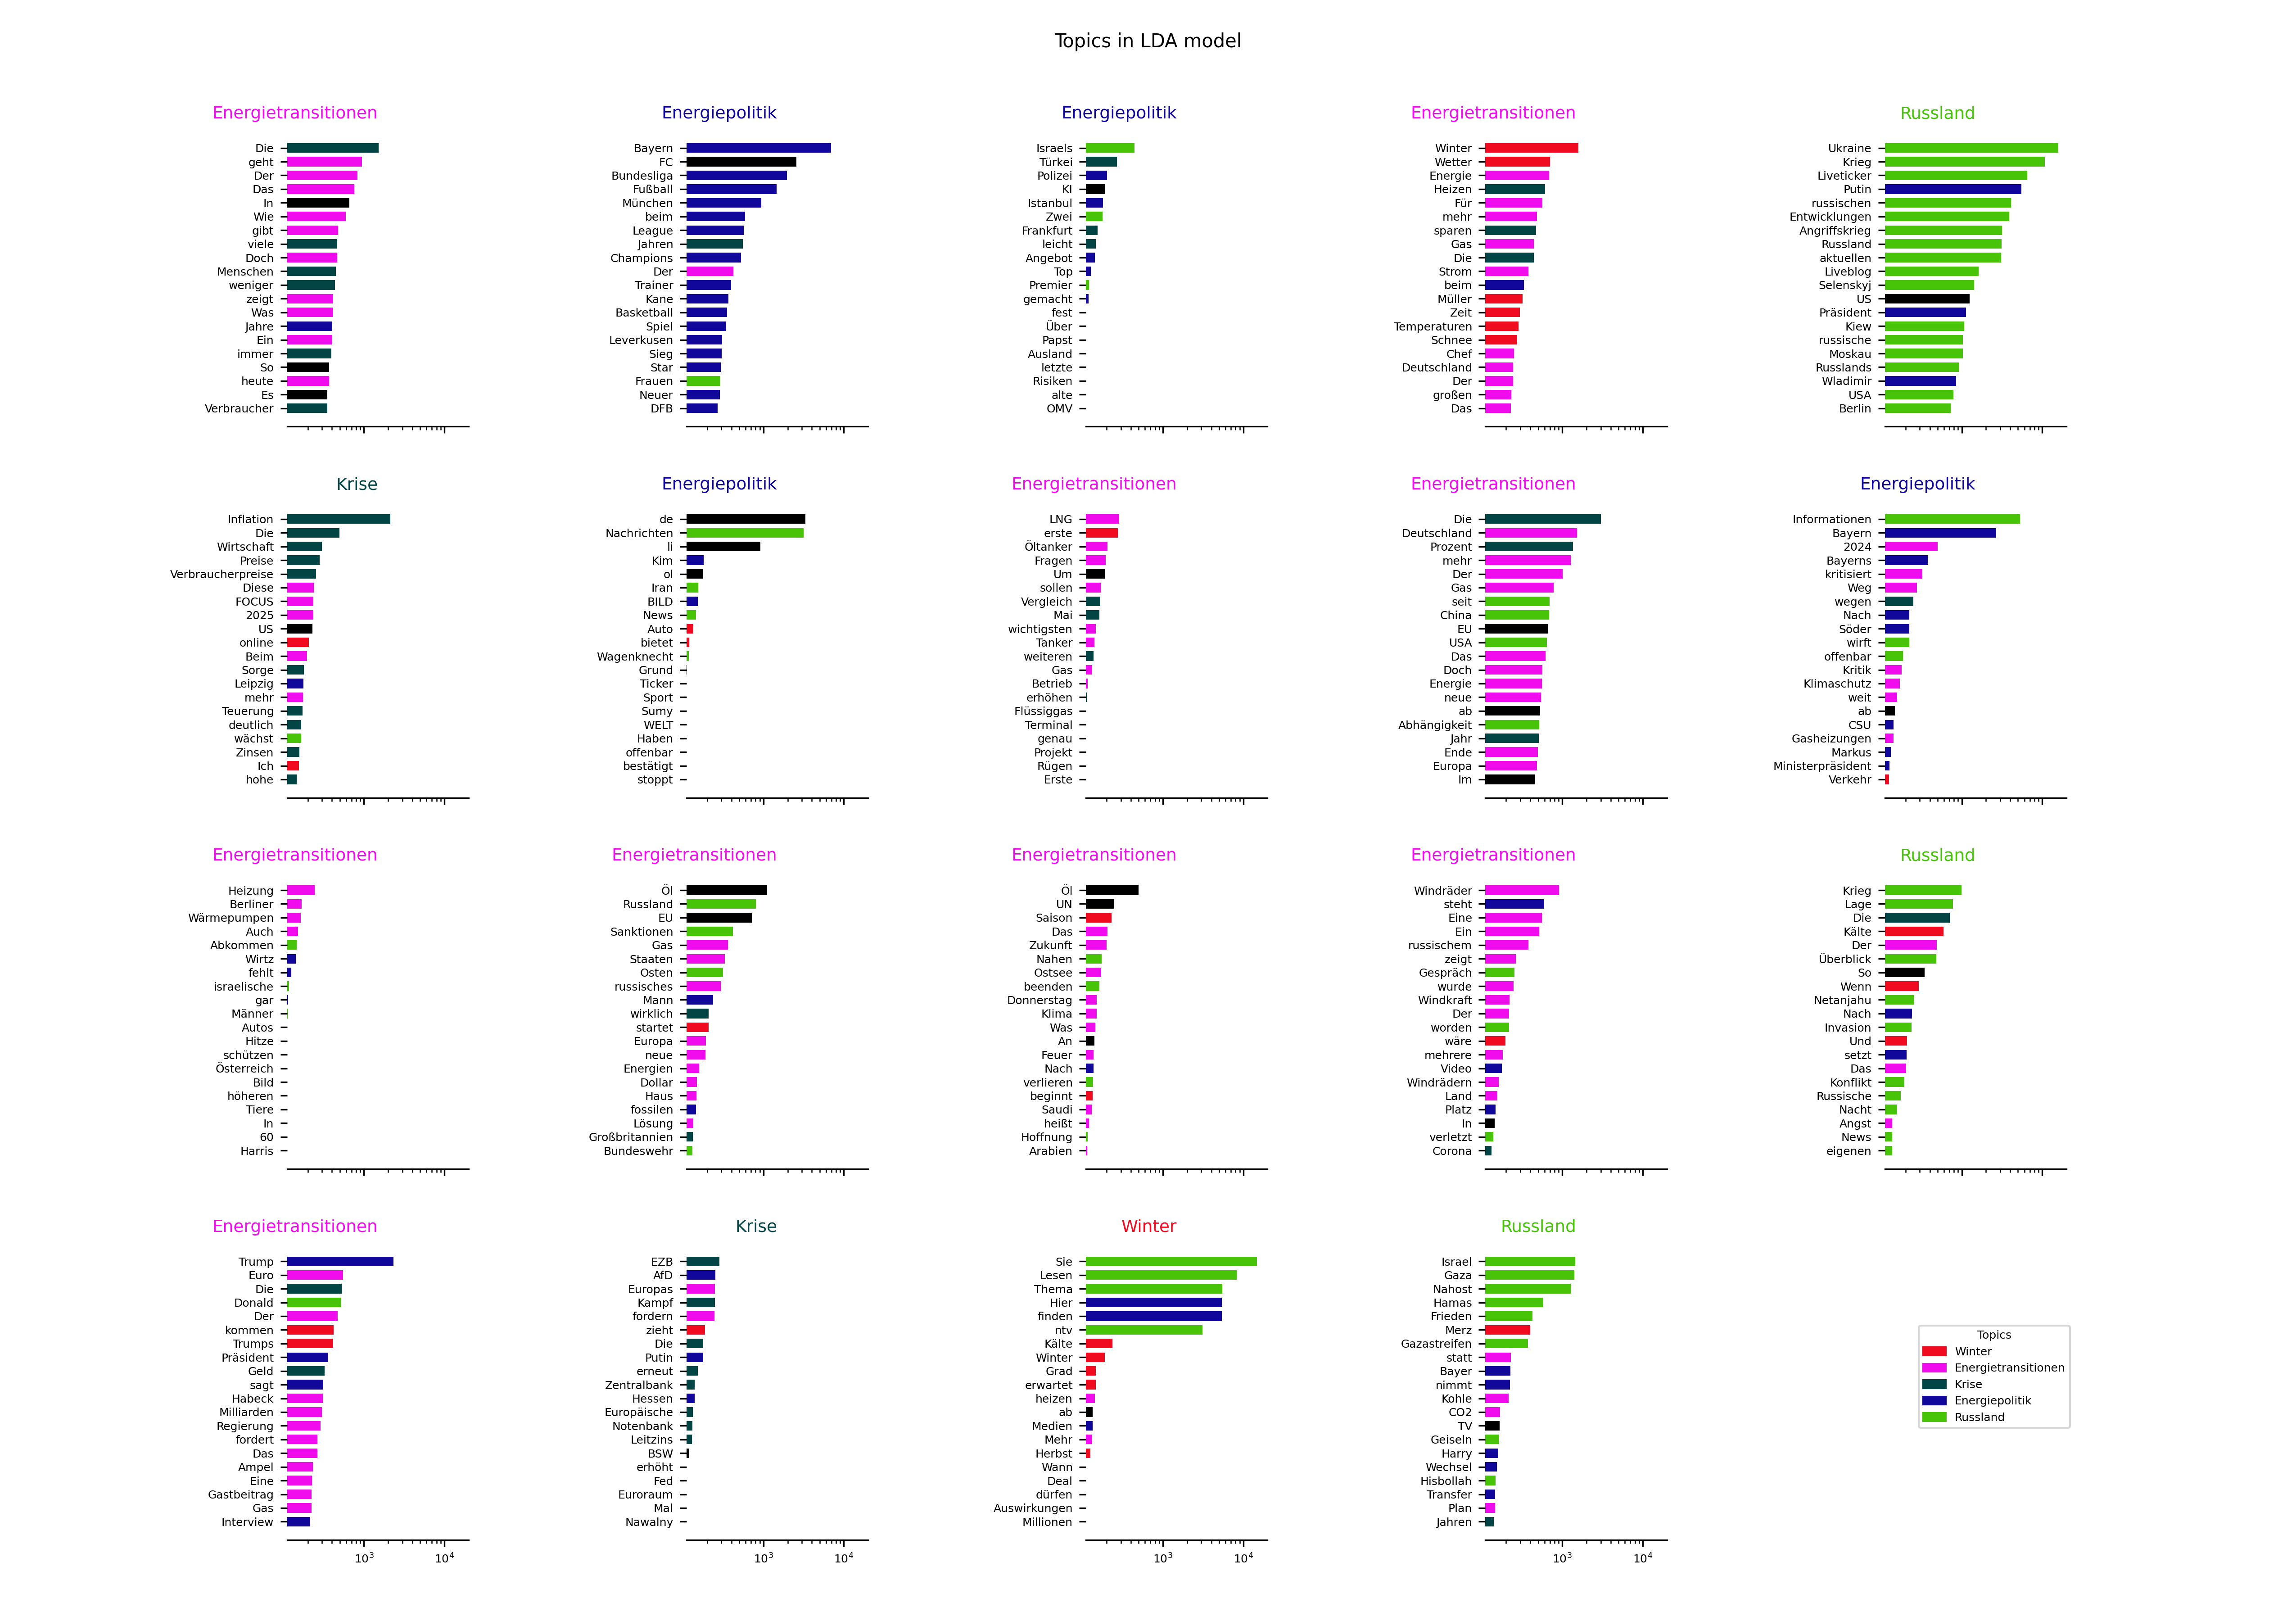 Topics in LDA model
Energietransitionen
Die
geht
Der
Das
In
Wie
gibt
viele
Doch
Menschen
weniger
zeigt
Was
Jahre
Ein
immer
So
heute
Es
Verbraucher
Energiepolitik
Bayern
FC
Bundesliga
Fußball
München
beim
League
Jahren
Champions
Der
Trainer
Kane
Basketball
Spiel
Leverkusen
Sieg
Star
Frauen
Neuer
DFB
Energiepolitik
Israels
Türkei
Polizei
KI
Istanbul
Zwei
Frankfurt
leicht
Angebot
Top
Premier
gemacht
fest
Über
Papst
Ausland
letzte
Risiken
alte
OMV
Energietransitionen
Winter
Wetter
Energie
Heizen
Für
mehr
sparen
Gas
Die
Strom
beim
Müller
Zeit
Temperaturen
Schnee
Chef
Deutschland
Der
großen
Das
Russland
Ukraine
Krieg
Liveticker
Putin
russischen
Entwicklungen
Angriffskrieg
Russland
aktuellen
Liveblog
Selenskyj
US
Präsident
Kiew
russische
Moskau
Russlands
Wladimir
USA
Berlin
Krise
Inflation
Die
Wirtschaft
Preise
Verbraucherpreise
Diese
FOCUS
2025
US
online
Beim
Sorge
Leipzig
mehr
Teuerung
deutlich
wächst
Zinsen
Ich
hohe
Energiepolitik
de
Nachrichten
li
Kim
ol
Iran
BILD
News
Auto
bietet
Wagenknecht
Grund
Ticker
Sport
Sumy
WELT
Haben
offenbar
bestätigt
stoppt
Energietransitionen
LNG
erste
Öltanker
Fragen
Um
sollen
Vergleich
Mai
wichtigsten
Tanker
weiteren
Gas
Betrieb
erhöhen
Flüssiggas
Terminal
genau
Projekt
Rügen
Erste
Energietransitionen
Die
Deutschland
Prozent
mehr
Der
Gas
seit
China
EU
USA
Das
Doch
Energie
neue
ab
Abhängigkeit
Jahr
Ende
Europa
Im
Energiepolitik
Informationen
Bayern
2024
Bayerns
kritisiert
Weg
wegen
Nach
Söder
wirft
offenbar
Kritik
Klimaschutz
weit
ab
CSU
Gasheizungen
Markus
Ministerpräsident
Verkehr
Energietransitionen
Heizung
Berliner
Wärmepumpen
Auch
Abkommen
Wirtz
fehlt
israelische
gar
Männer
Autos
Hitze
schützen
Österreich
Bild
höheren
Tiere
In
60
Harris
Energietransitionen
Öl
Russland
EU
Sanktionen
Gas
Staaten
Osten
russisches
Mann
wirklich
startet
Europa
neue
Energien
Dollar
Haus
fossilen
Lösung
Großbritannien
Bundeswehr
Energietransitionen
Öl
UN
Saison
Das
Zukunft
Nahen
Ostsee
beenden
Donnerstag
Klima
Was
An
Feuer
Nach
verlieren
beginnt
Saudi
heißt
Hoffnung
Arabien
Energietransitionen
Windräder
steht
Eine
Ein
russischem
zeigt
Gespräch
wurde
Windkraft
Der
worden
wäre
mehrere
Video
Windrädern
Land
Platz
In
verletzt
Corona
Russland
Krieg
Lage
Die
Kälte
Der
Überblick
So
Wenn
Netanjahu
Nach
Invasion
Und
setzt
Das
Konflikt
Russische
Nacht
Angst
News
eigenen
Energietransitionen
Trump
Euro
Die
Donald
Der
kommen
Trumps
Präsident
Geld
sagt
Habeck
Milliarden
Regierung
fordert
Das
Ampel
Eine
Gastbeitrag
Gas
Interview
10³ 10⁴
Krise
EZB
AfD
Europas
Kampf
fordern
zieht
Die
Putin
erneut
Zentralbank
Hessen
Europäische
Notenbank
Leitzins
BSW
erhöht
Fed
Euroraum
Mal
Nawalny
10³ 10⁴
Winter
Sie
Lesen
Thema
Hier
finden
ntv
Kälte
Winter
Grad
erwartet
heizen
ab
Medien
Mehr
Herbst
Wann
Deal
dürfen
Auswirkungen
Millionen
10³ 10⁴
Russland
Israel
Gaza
Nahost
Hamas
Frieden
Merz
Gazastreifen
statt
Bayer
nimmt
Kohle
CO2
TV
Geiseln
Harry
Wechsel
Hisbollah
Transfer
Plan
Jahren
10³ 10⁴
Topics
Winter
Energietransitionen
Krise
Energiepolitik
Russland